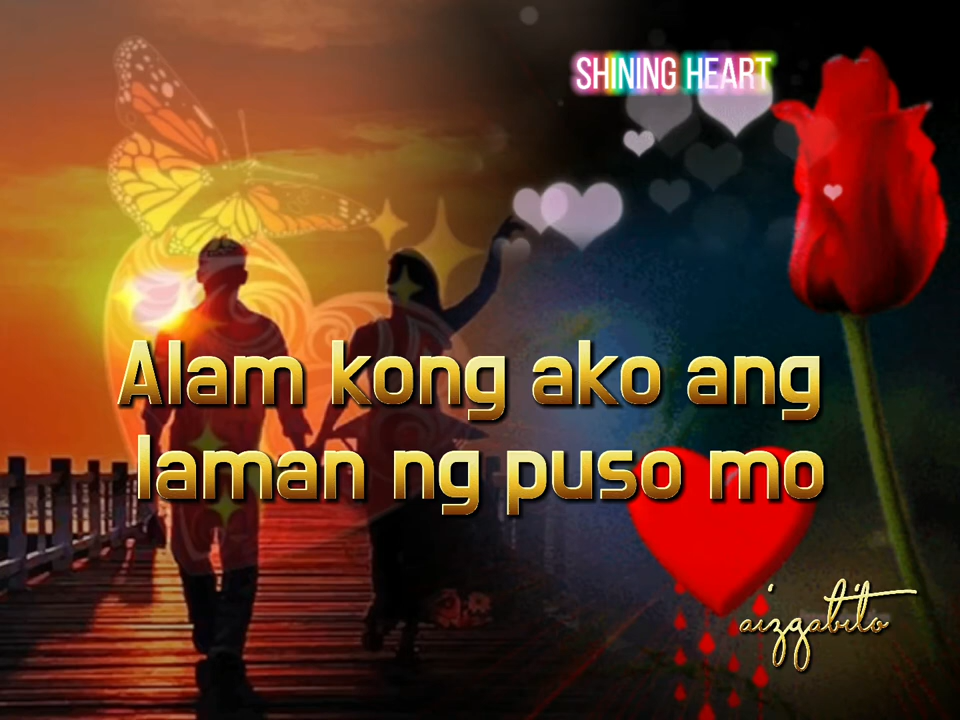 SHINING HEART
Alam kong ako ang
laman ng puso mo
aizgabito